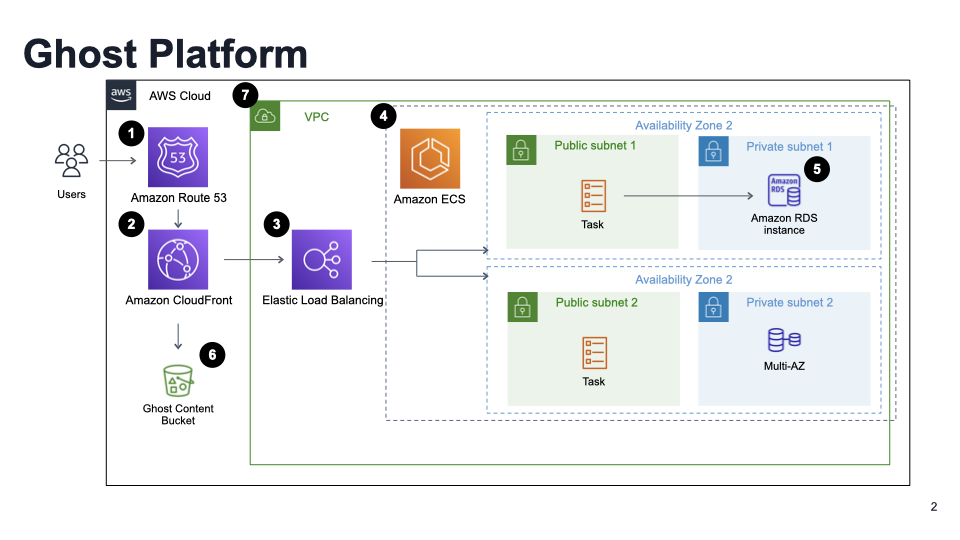 Ghost Platform
aws
AWS Cloud
7
VPC
4
Availability Zone 2
1
Public subnet 1
Private subnet 1
53
Amazon
RDS
5
Users
Amazon Route 53
Amazon ECS
Task
Amazon RDS
instance
2
3
Amazon CloudFront
Elastic Load Balancing
Availability Zone 2
Public subnet 2
Private subnet 2
6
Task
Multi-AZ
Ghost Content
Bucket
2